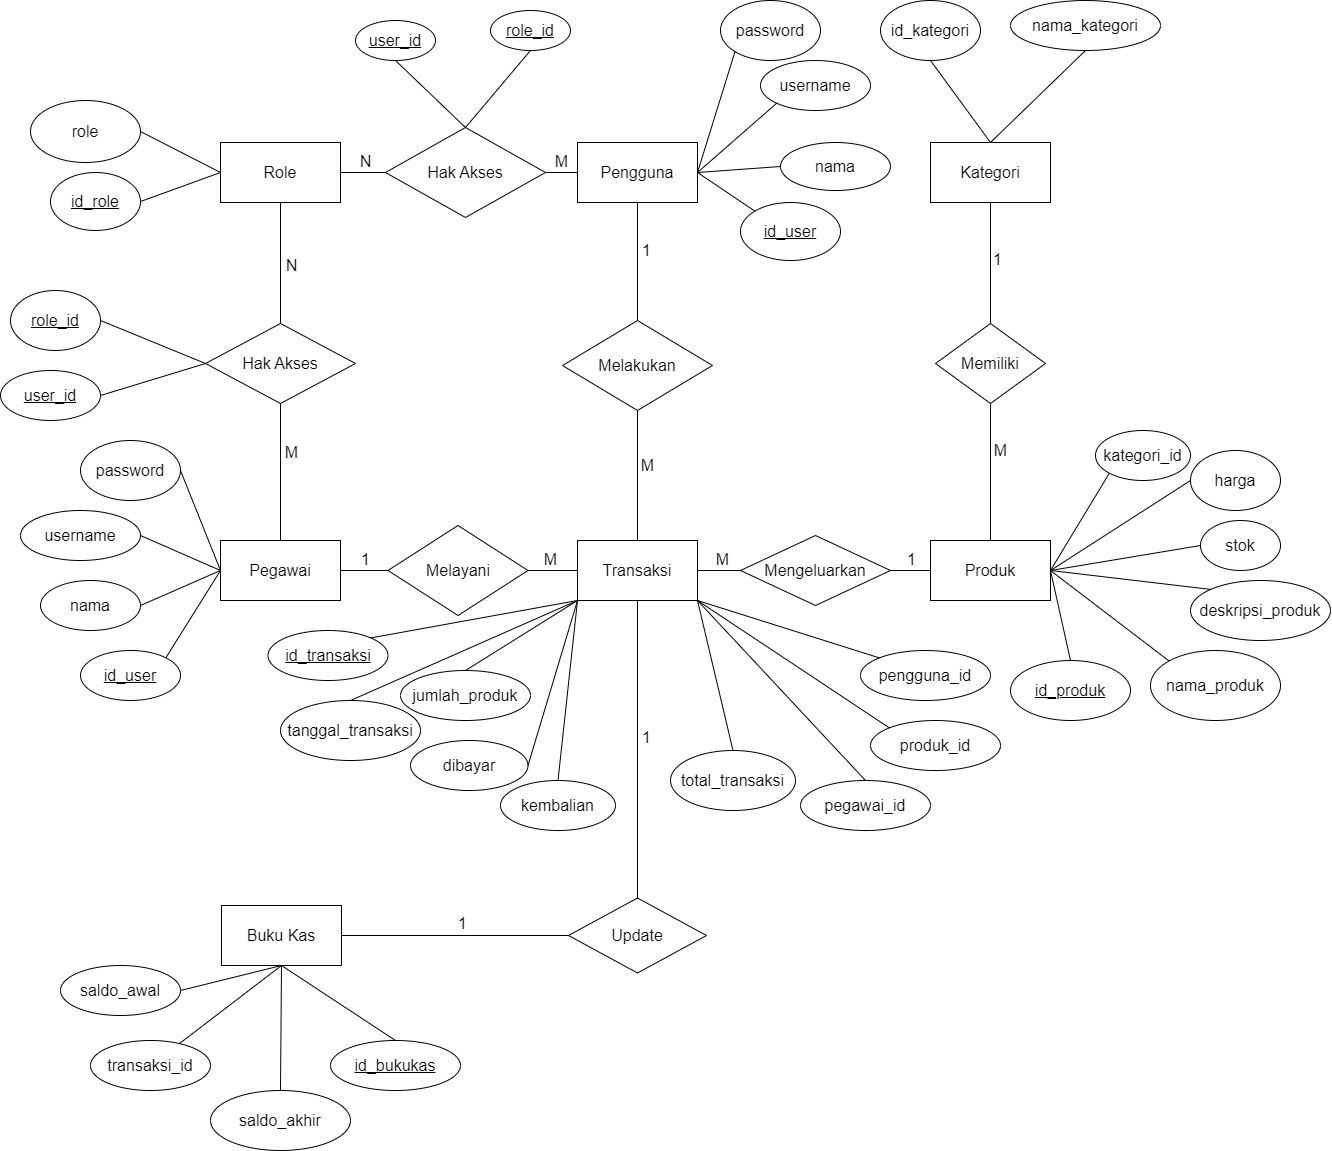 password
id_kategori
nama_kategori
user_id
role_id
username
role
Role
N
Hak Akses
M
Pengguna
nama
Kategori
id_role
id_user
1
1
N
role_id
Hak Akses
Melakukan
Memiliki
user_id
M
M
M
kategori_id
password
harga
username
stok
Pegawai
1
Melayani
M
Transaksi
M
Mengeluarkan
1
Produk
nama
deskripsi_produk
id_user
id_transaksi
jumlah_produk
pengguna_id
id_produk
nama_produk
tanggal_transaksi
1
produk_id
dibayar
total_transaksi
kembalian
pegawai_id
Buku Kas
1
Update
saldo_awal
transaksi_id
id_bukukas
saldo_akhir